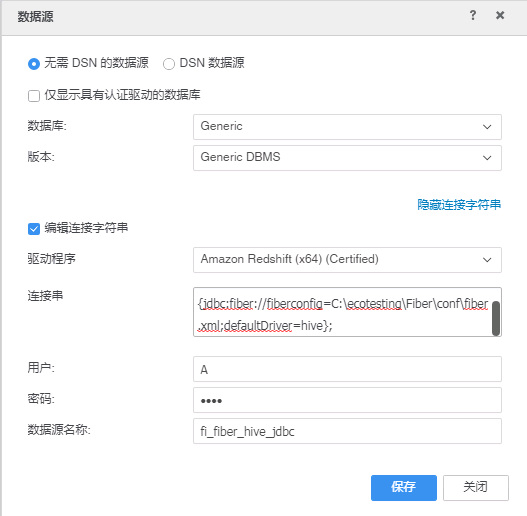 数据源 ? ×
无需 DSN 的数据源 DSN 数据源
仅显示具有认证驱动的数据库
数据库: Generic
版本: Generic DBMS
隐藏连接字符串
编辑连接字符串
驱动程序 Amazon Redshift (x64) (Certified)
连接串 {jdbc;fiber://fiberconfig=C:\ecotesting\Fiber\conf\fiber
.xml;defaultDriver=hive};
用户: A
密码: ••••
数据源名称: fi_fiber_hive_jdbc
保存 关闭